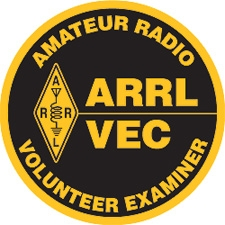 AMATEUR RADIO
A
R R
L
ARRL
VEC
VOLUNTEER EXAMINER